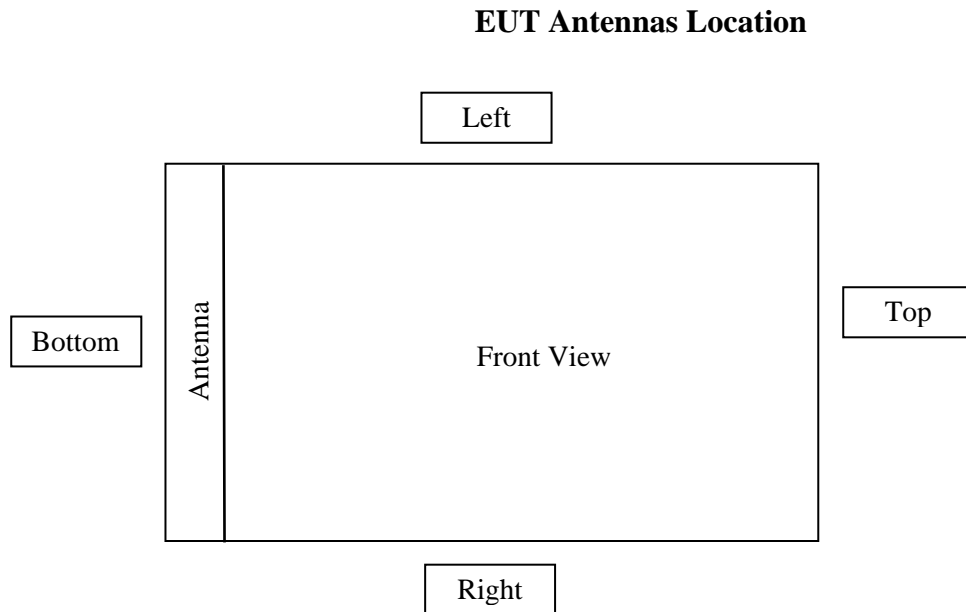 EUT Antennas Location
Left
Top
Bottom
Antenna
Front View
Right